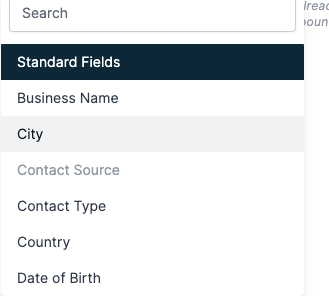 Search
Standard Fields
Business Name
City
Contact Source
Contact Type
Country
Date of Birth